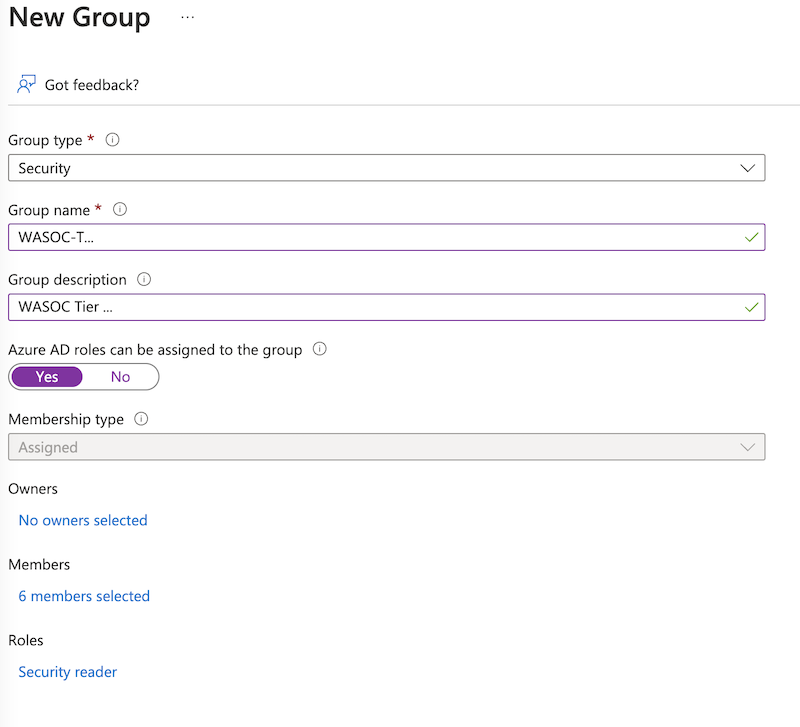 New Group ...
Got feedback?
Group type *
Security
Group name *
WASOC-T...
Group description
WASOC Tier ...
Azure AD roles can be assigned to the group
Yes No
Membership type
Assigned
Owners
No owners selected
Members
6 members selected
Roles
Security reader